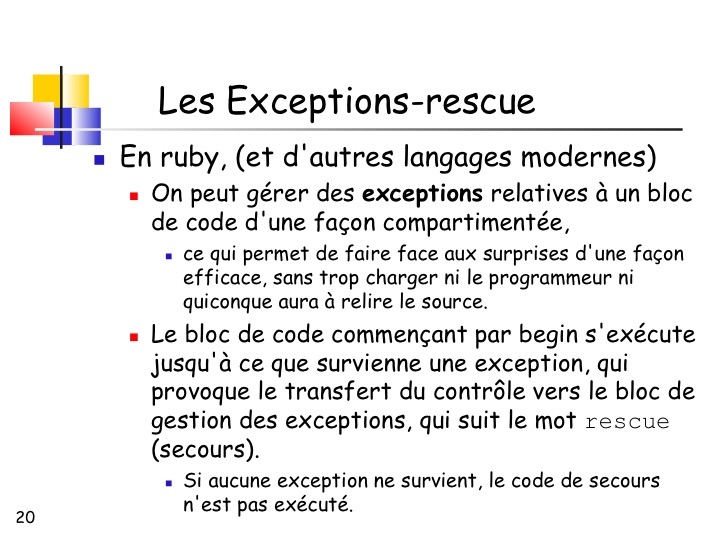 Les Exceptions-rescue
En ruby, (et d'autres langages modernes)
On peut gérer des exceptions relatives à un bloc
de code d'une façon compartimentée,
ce qui permet de faire face aux surprises d'une façon
efficace, sans trop charger ni le programmeur ni
quiconque aura à relire le source.
Le bloc de code commençant par begin s'exécute
jusqu'à ce que survienne une exception, qui
provoque le transfert du contrôle vers le bloc de
gestion des exceptions, qui suit le mot rescue
(secours).
Si aucune exception ne survient, le code de secours
n'est pas exécuté.
20